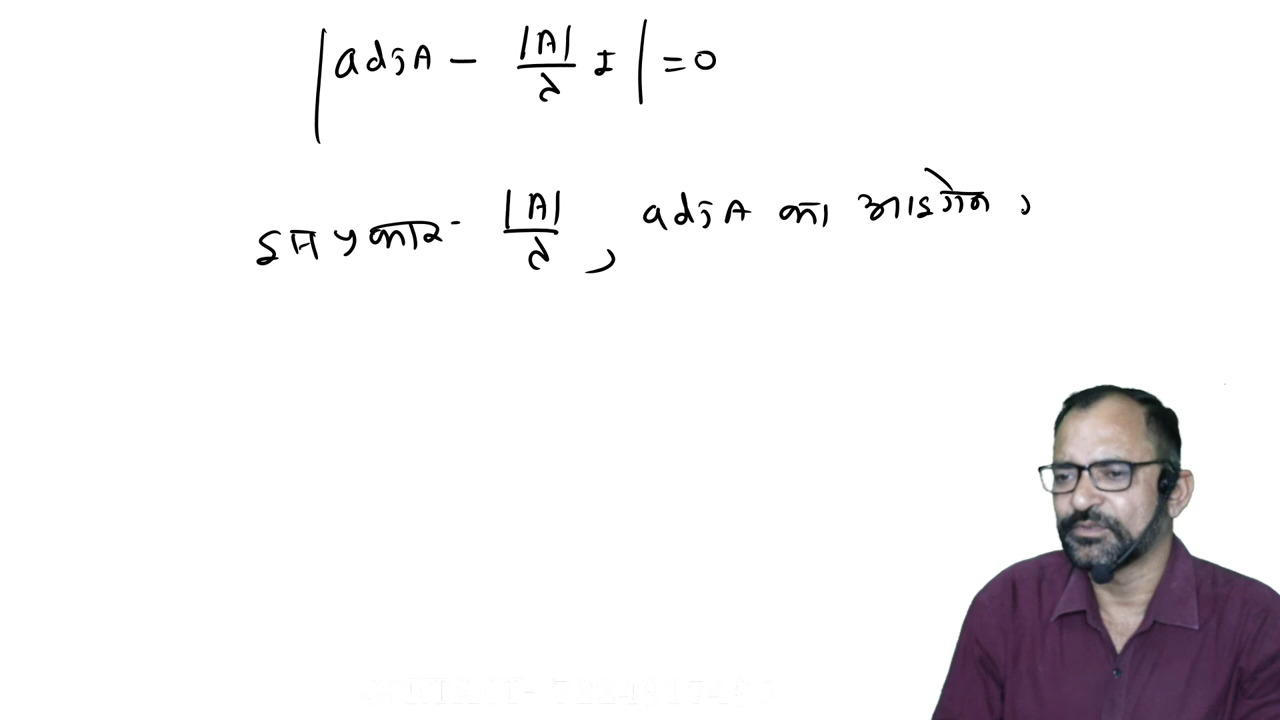 |adjA - |A|/λ I| = 0
इस प्रकार |A|/λ, adjA का आइगेन